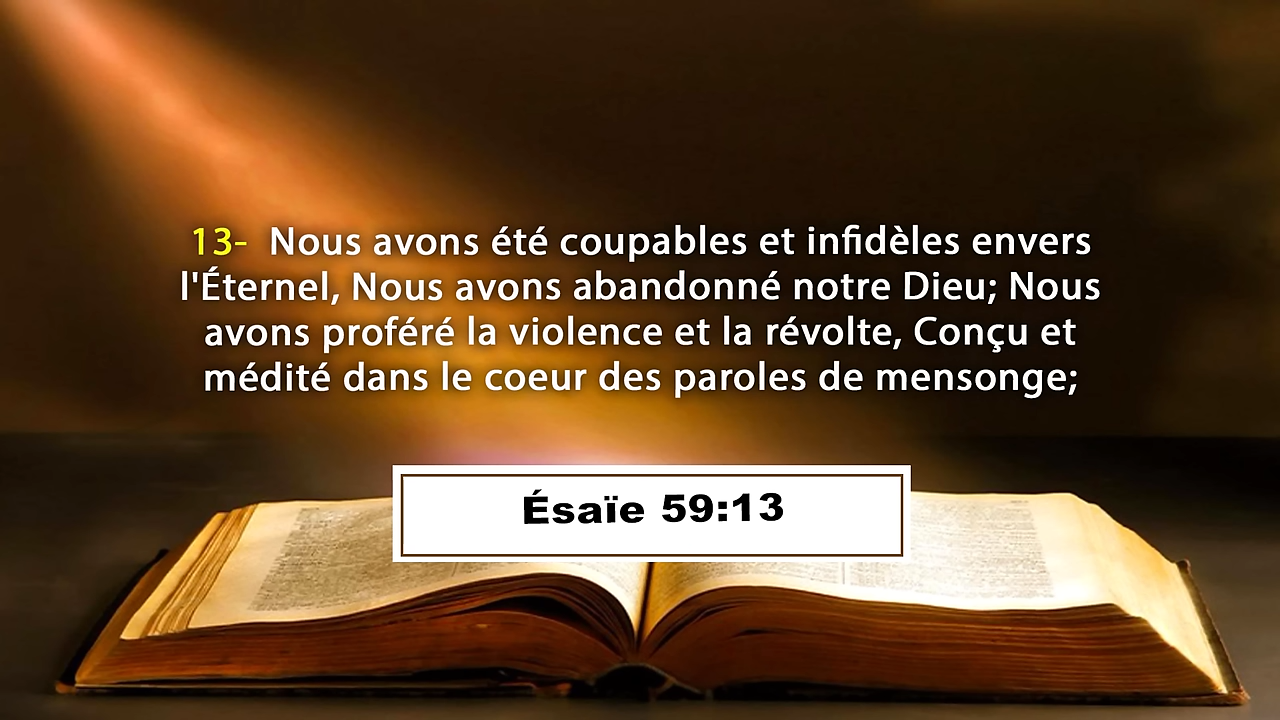 13- Nous avons été coupables et infidèles envers
l'Éternel, Nous avons abandonné notre Dieu; Nous
avons proféré la violence et la révolte, Conçu et
médité dans le coeur des paroles de mensonge;
Ésaïe 59:13